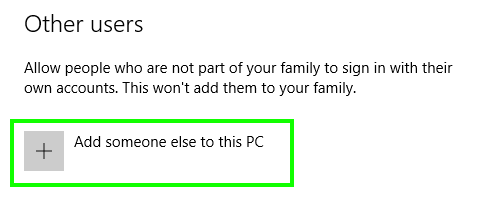 Other users
Allow people who are not part of your family to sign in with their
own accounts. This won't add them to your family.
Add someone else to this PC